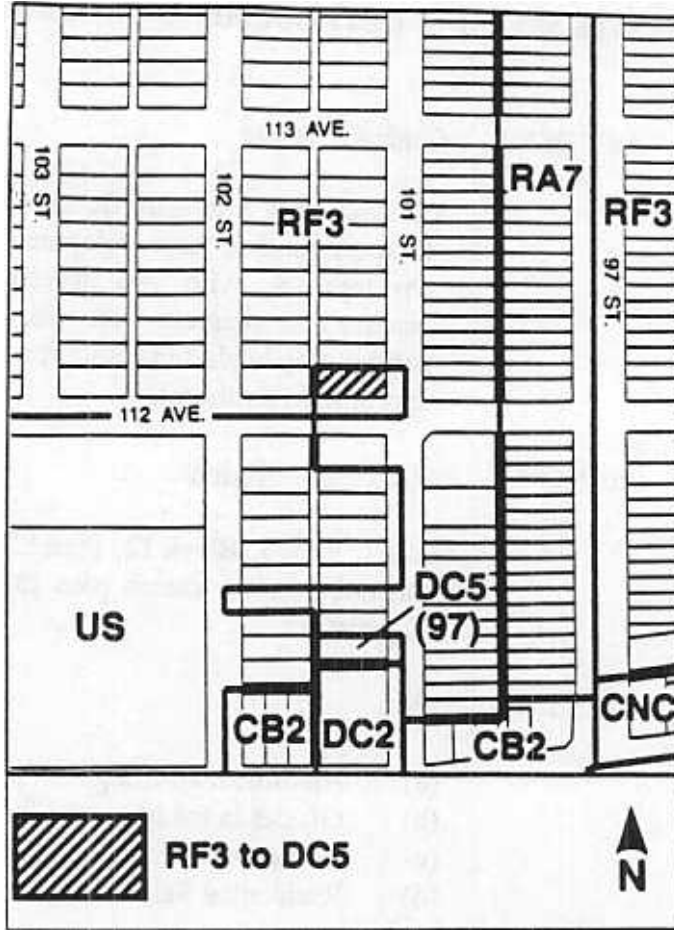 113 AVE.
103 ST.
102 ST.
RF3
101 ST.
RA7
RF3
97 ST.
112 AVE.
US
DC5
(97)
CB2
DC2
CB2
CNC
RF3 to DC5
N